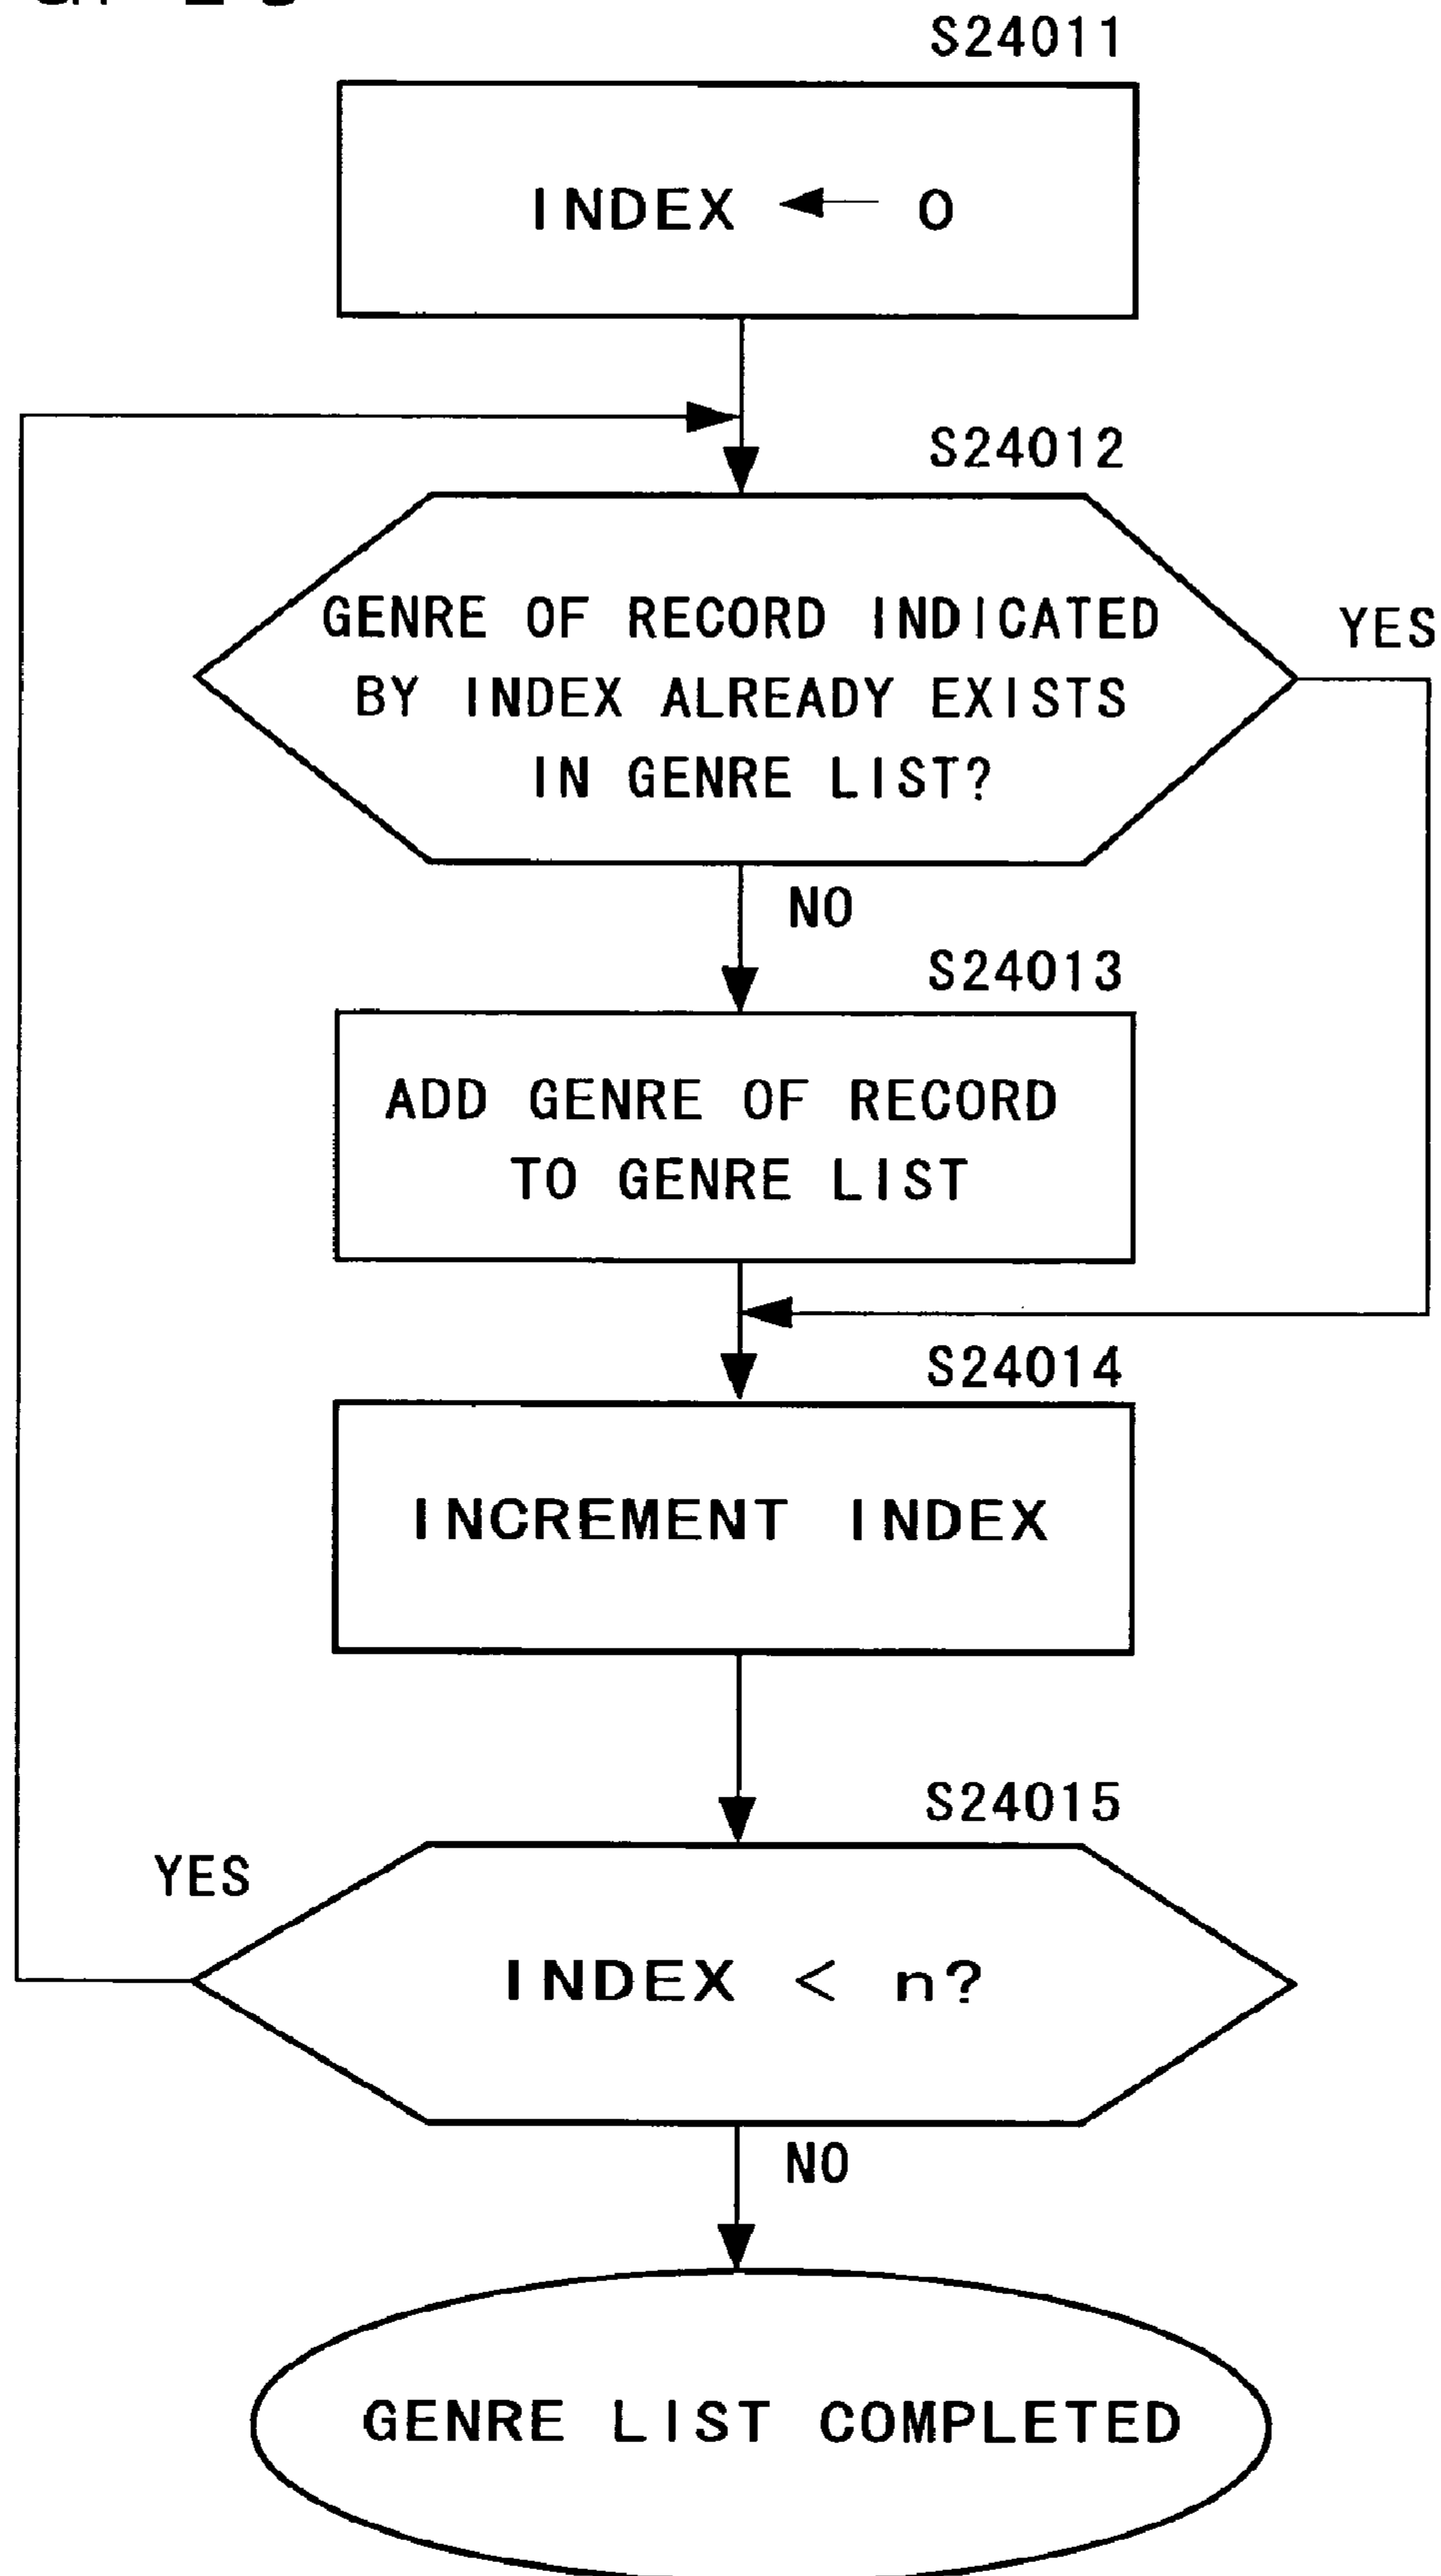 S24011
INDEX ← 0
S24012
GENRE OF RECORD INDICATED
BY INDEX ALREADY EXISTS
IN GENRE LIST?
YES
NO
S24013
ADD GENRE OF RECORD
TO GENRE LIST
S24014
INCREMENT INDEX
S24015
YES
INDEX < n?
NO
GENRE LIST COMPLETED